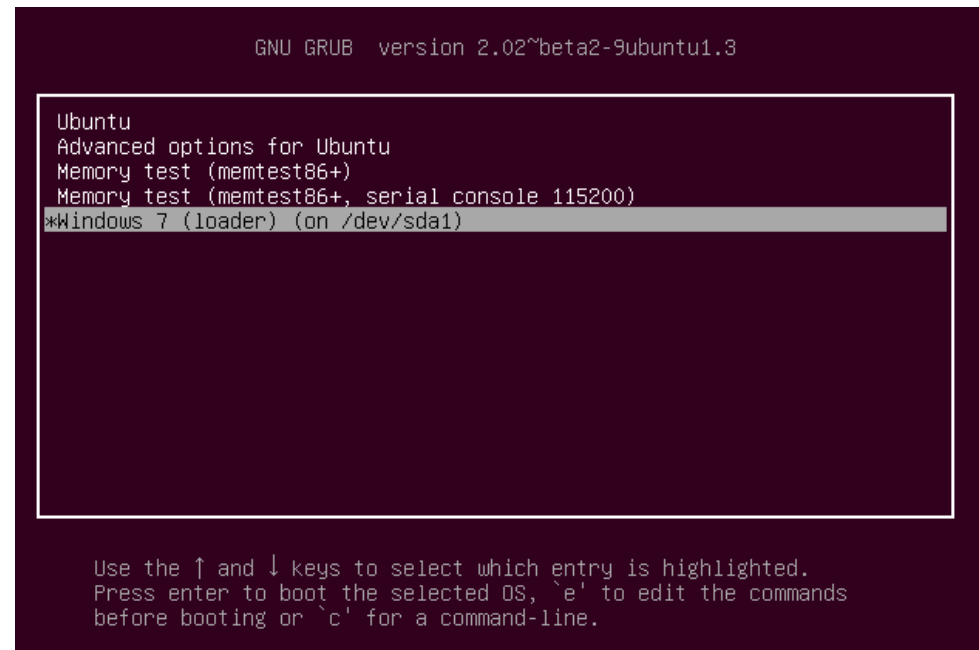 GNU GRUB version 2.02~beta2-9ubuntu1.3
Ubuntu
Advanced options for Ubuntu
Memory test (memtest86+)
Memory test (memtest86+, serial console 115200)
*Windows 7 (loader) (on /dev/sda1)
Use the ↑ and ↓ keys to select which entry is highlighted.
Press enter to boot the selected OS, `e' to edit the commands
before booting or `c' for a command-line.